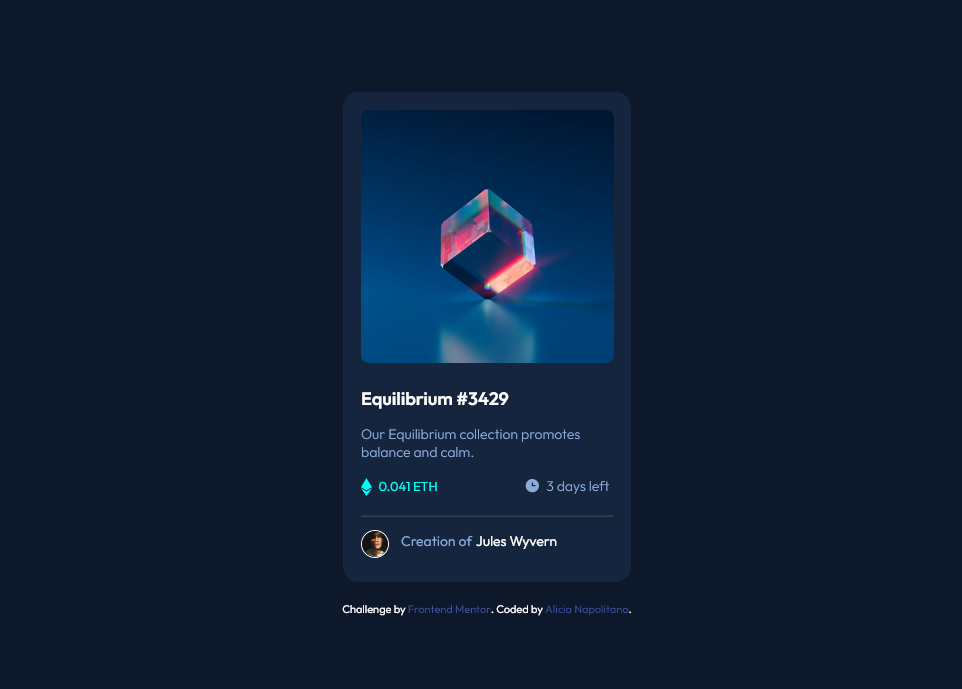 Equilibrium #3429
Our Equilibrium collection promotes
balance and calm.
0.041 ETH
3 days left
Creation of Jules Wyvern
Challenge by Frontend Mentor. Coded by Alicia Napolitano.